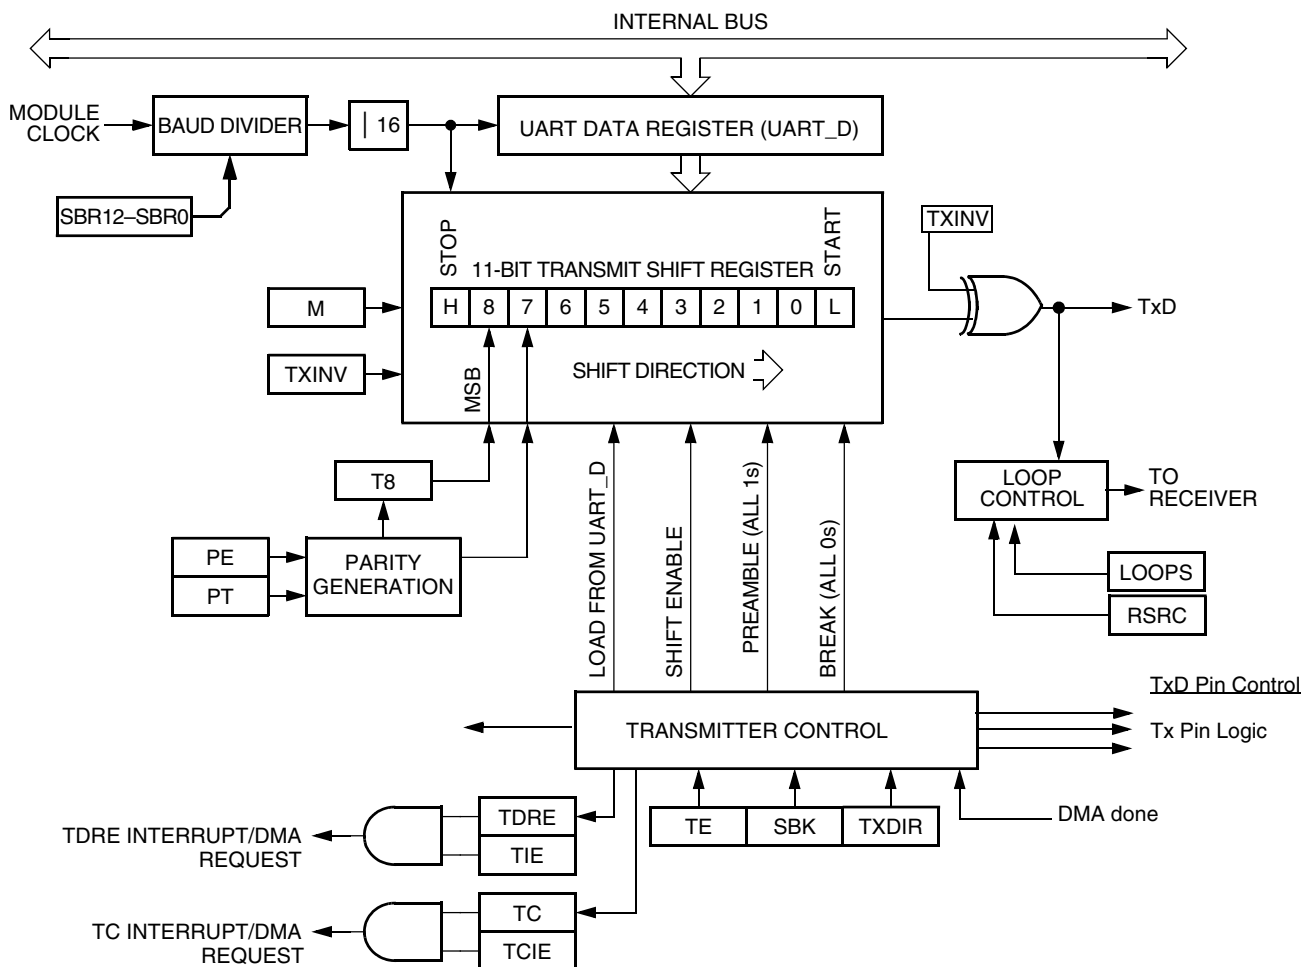 INTERNAL BUS
MODULE
CLOCK
BAUD DIVIDER
| 16
UART DATA REGISTER (UART_D)
SBR12–SBR0
TXINV
STOP
START
11-BIT TRANSMIT SHIFT REGISTER
H 8 7 6 5 4 3 2 1 0 L
M
TxD
TXINV
MSB
SHIFT DIRECTION
T8
LOAD FROM UART_D
SHIFT ENABLE
PREAMBLE (ALL 1s)
BREAK (ALL 0s)
LOOP
CONTROL
TO
RECEIVER
PE
PT
PARITY
GENERATION
LOOPS
RSRC
TxD Pin Control
TRANSMITTER CONTROL
Tx Pin Logic
TDRE
TIE
TE
SBK
TXDIR
DMA done
TDRE INTERRUPT/DMA
REQUEST
TC
TCIE
TC INTERRUPT/DMA
REQUEST